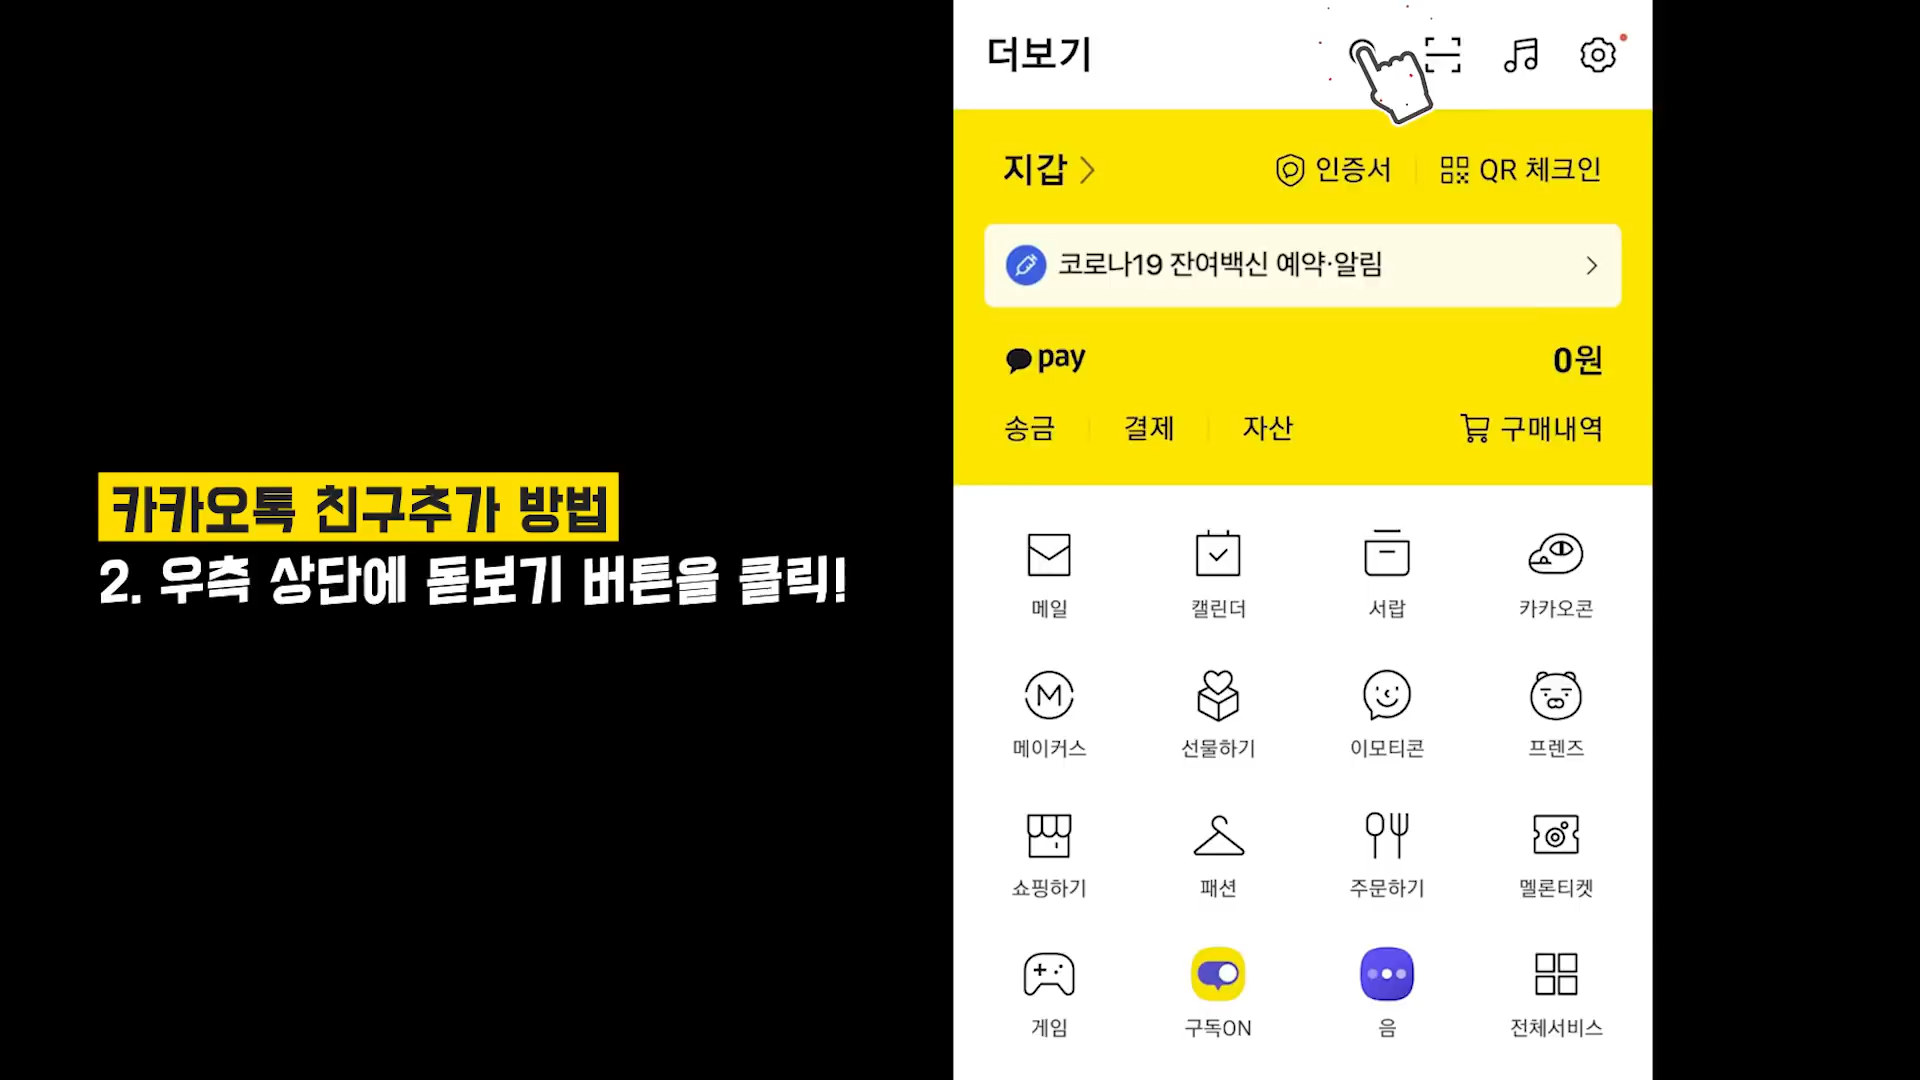 카카오톡 친구추가 방법
2. 우측 상단에 돋보기 버튼을 클릭!
더보기
지갑
인증서
QR 체크인
코로나19 잔여백신 예약·알림
pay
0원
송금
결제
자산
구매내역
메일
캘린더
서랍
카카오콘
메이커스
선물하기
이모티콘
프렌즈
쇼핑하기
패션
주문하기
멜론티켓
게임
구독ON
음
전체서비스